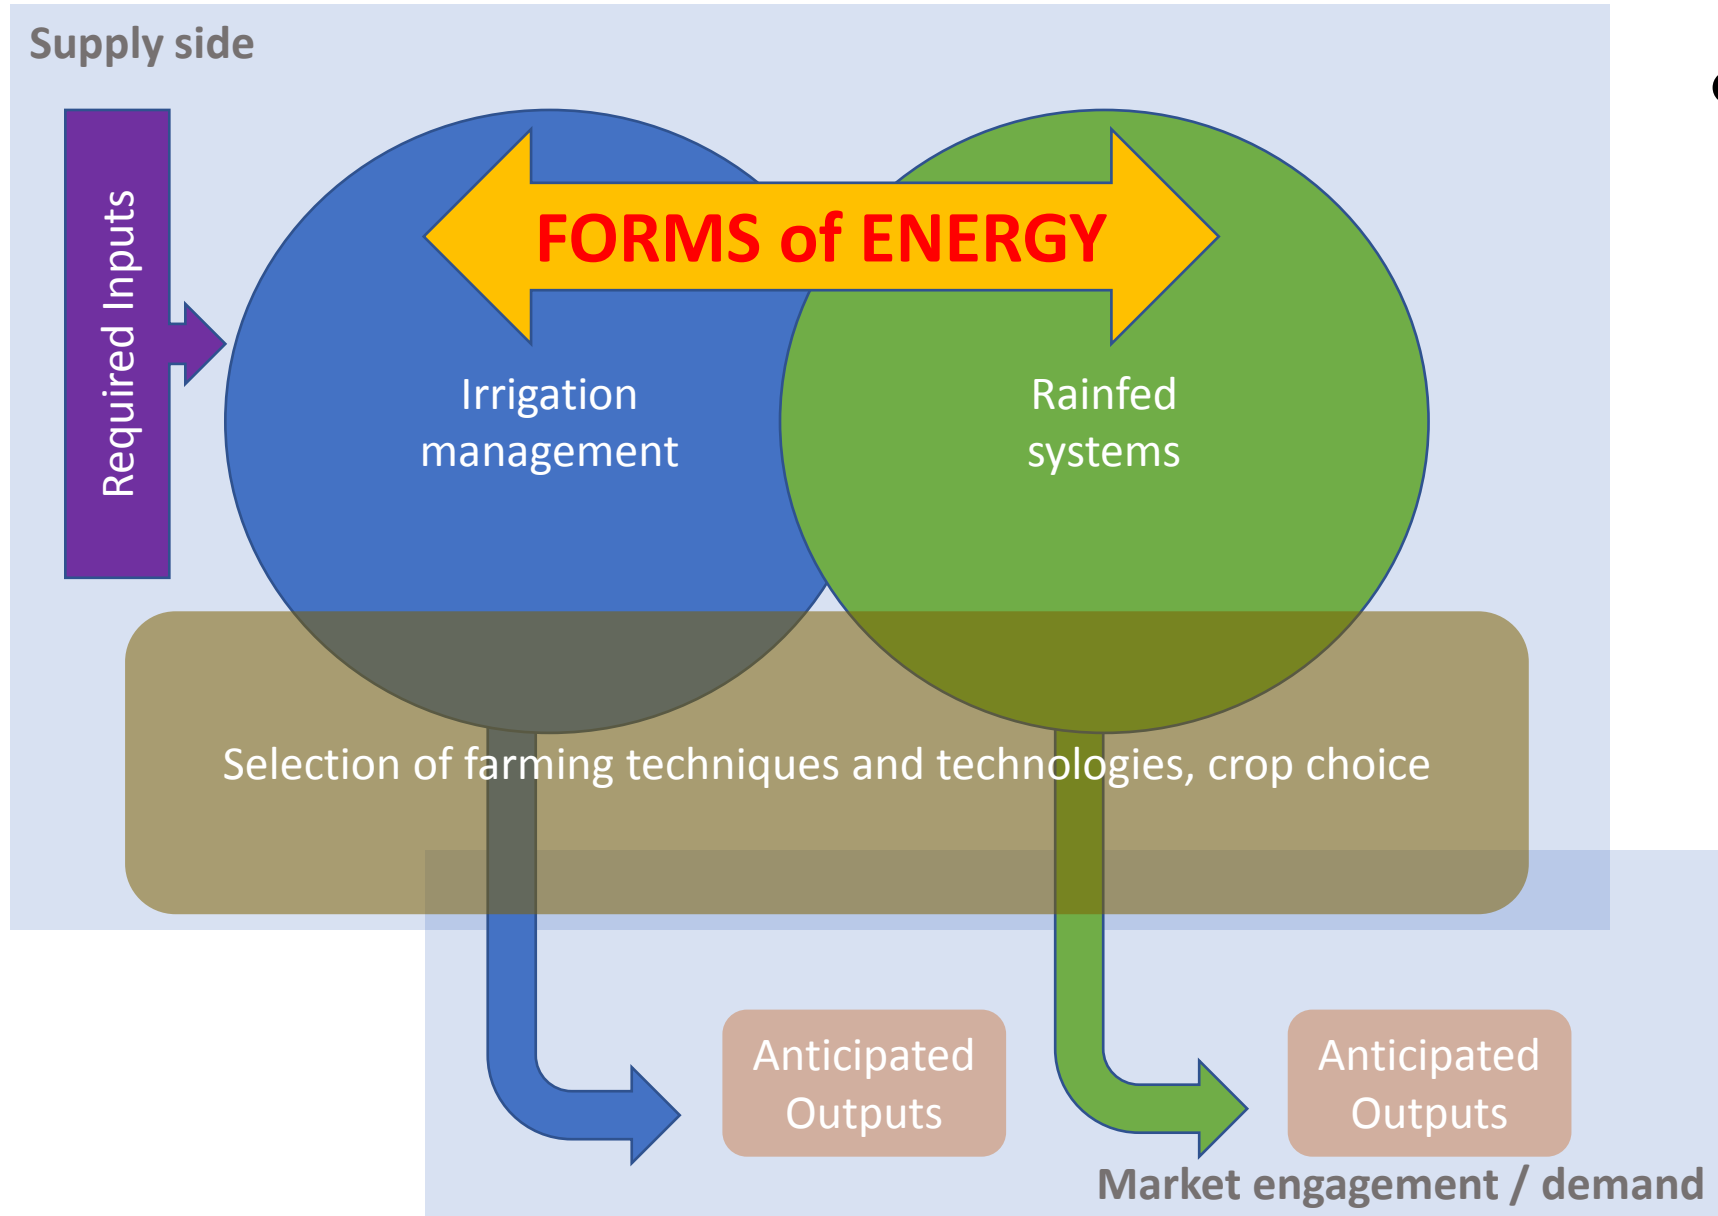 Supply side
Required Inputs
FORMS of ENERGY
Irrigation
management
Rainfed
systems
Selection of farming techniques and technologies, crop choice
Anticipated
Outputs
Anticipated
Outputs
Market engagement / demand